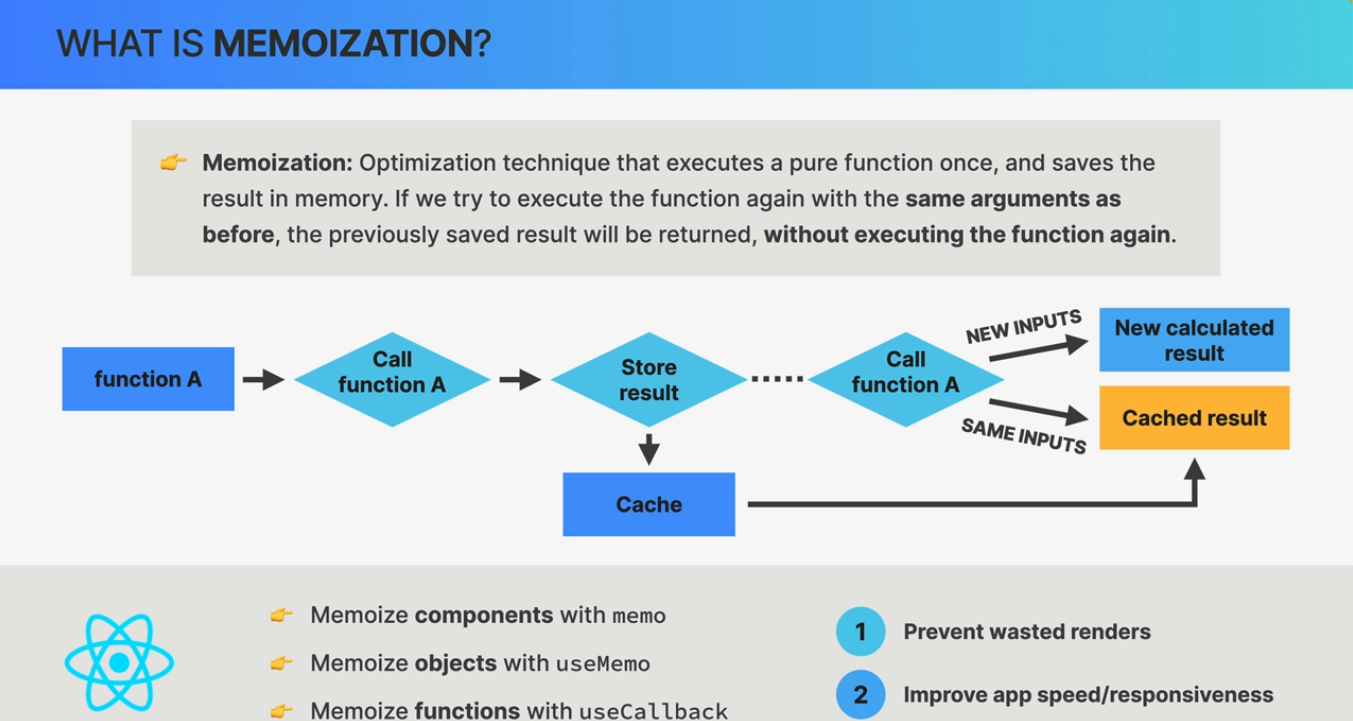 WHAT IS MEMOIZATION?
👉 Memoization: Optimization technique that executes a pure function once, and saves the
result in memory. If we try to execute the function again with the same arguments as
before, the previously saved result will be returned, without executing the function again.
function A
Call
function A
Store
result
Call
function A
NEW INPUTS
New calculated
result
SAME INPUTS
Cached result
Cache
👉 Memoize components with memo
👉 Memoize objects with useMemo
👉 Memoize functions with useCallback
1 Prevent wasted renders
2 Improve app speed/responsiveness